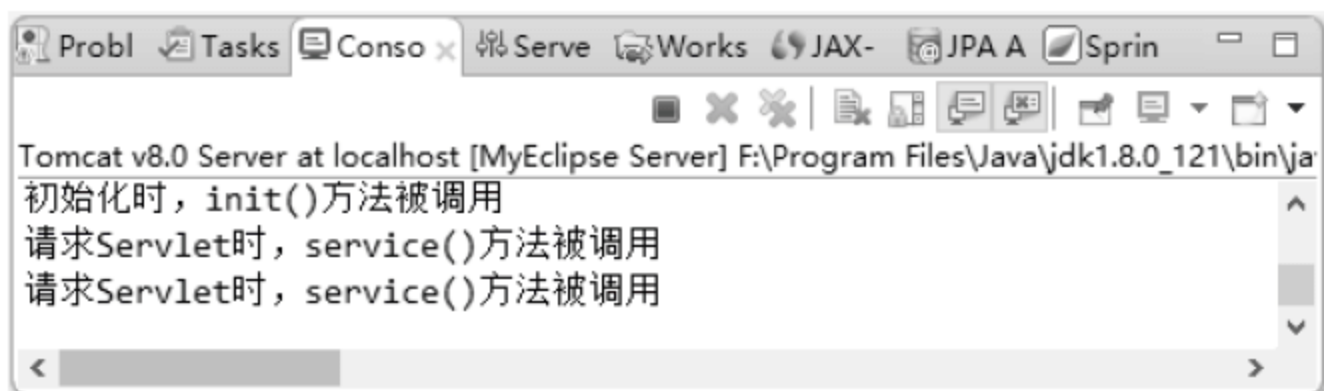 Probl Tasks Conso Serve Works JAX- JPA A Sprin
Tomcat v8.0 Server at localhost [MyEclipse Server] F:\Program Files\Java\jdk1.8.0_121\bin\ja
初始化时，init()方法被调用
请求Servlet时，service()方法被调用
请求Servlet时，service()方法被调用